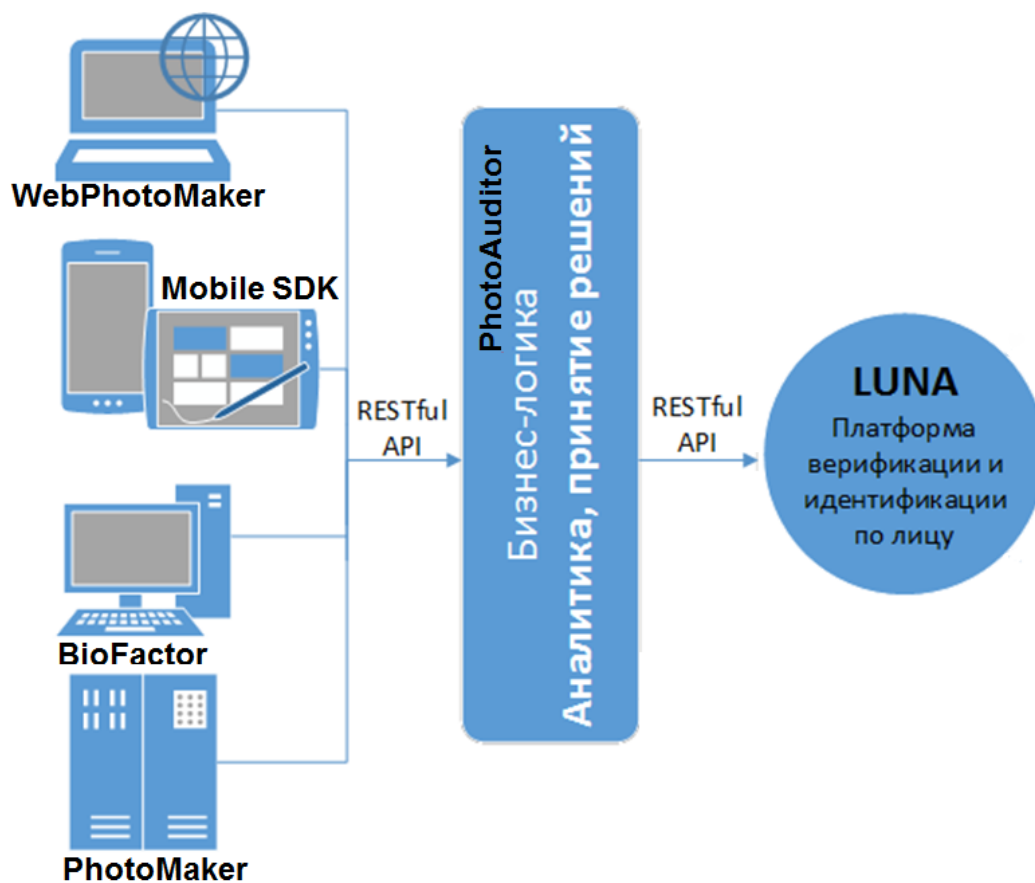 WebPhotoMaker
Mobile SDK
BioFactor
PhotoMaker
RESTful
API
PhotoAuditor
Бизнес-логика
Аналитика, принятие решений
RESTful
API
LUNA
Платформа
верификации и
идентификации
по лицу